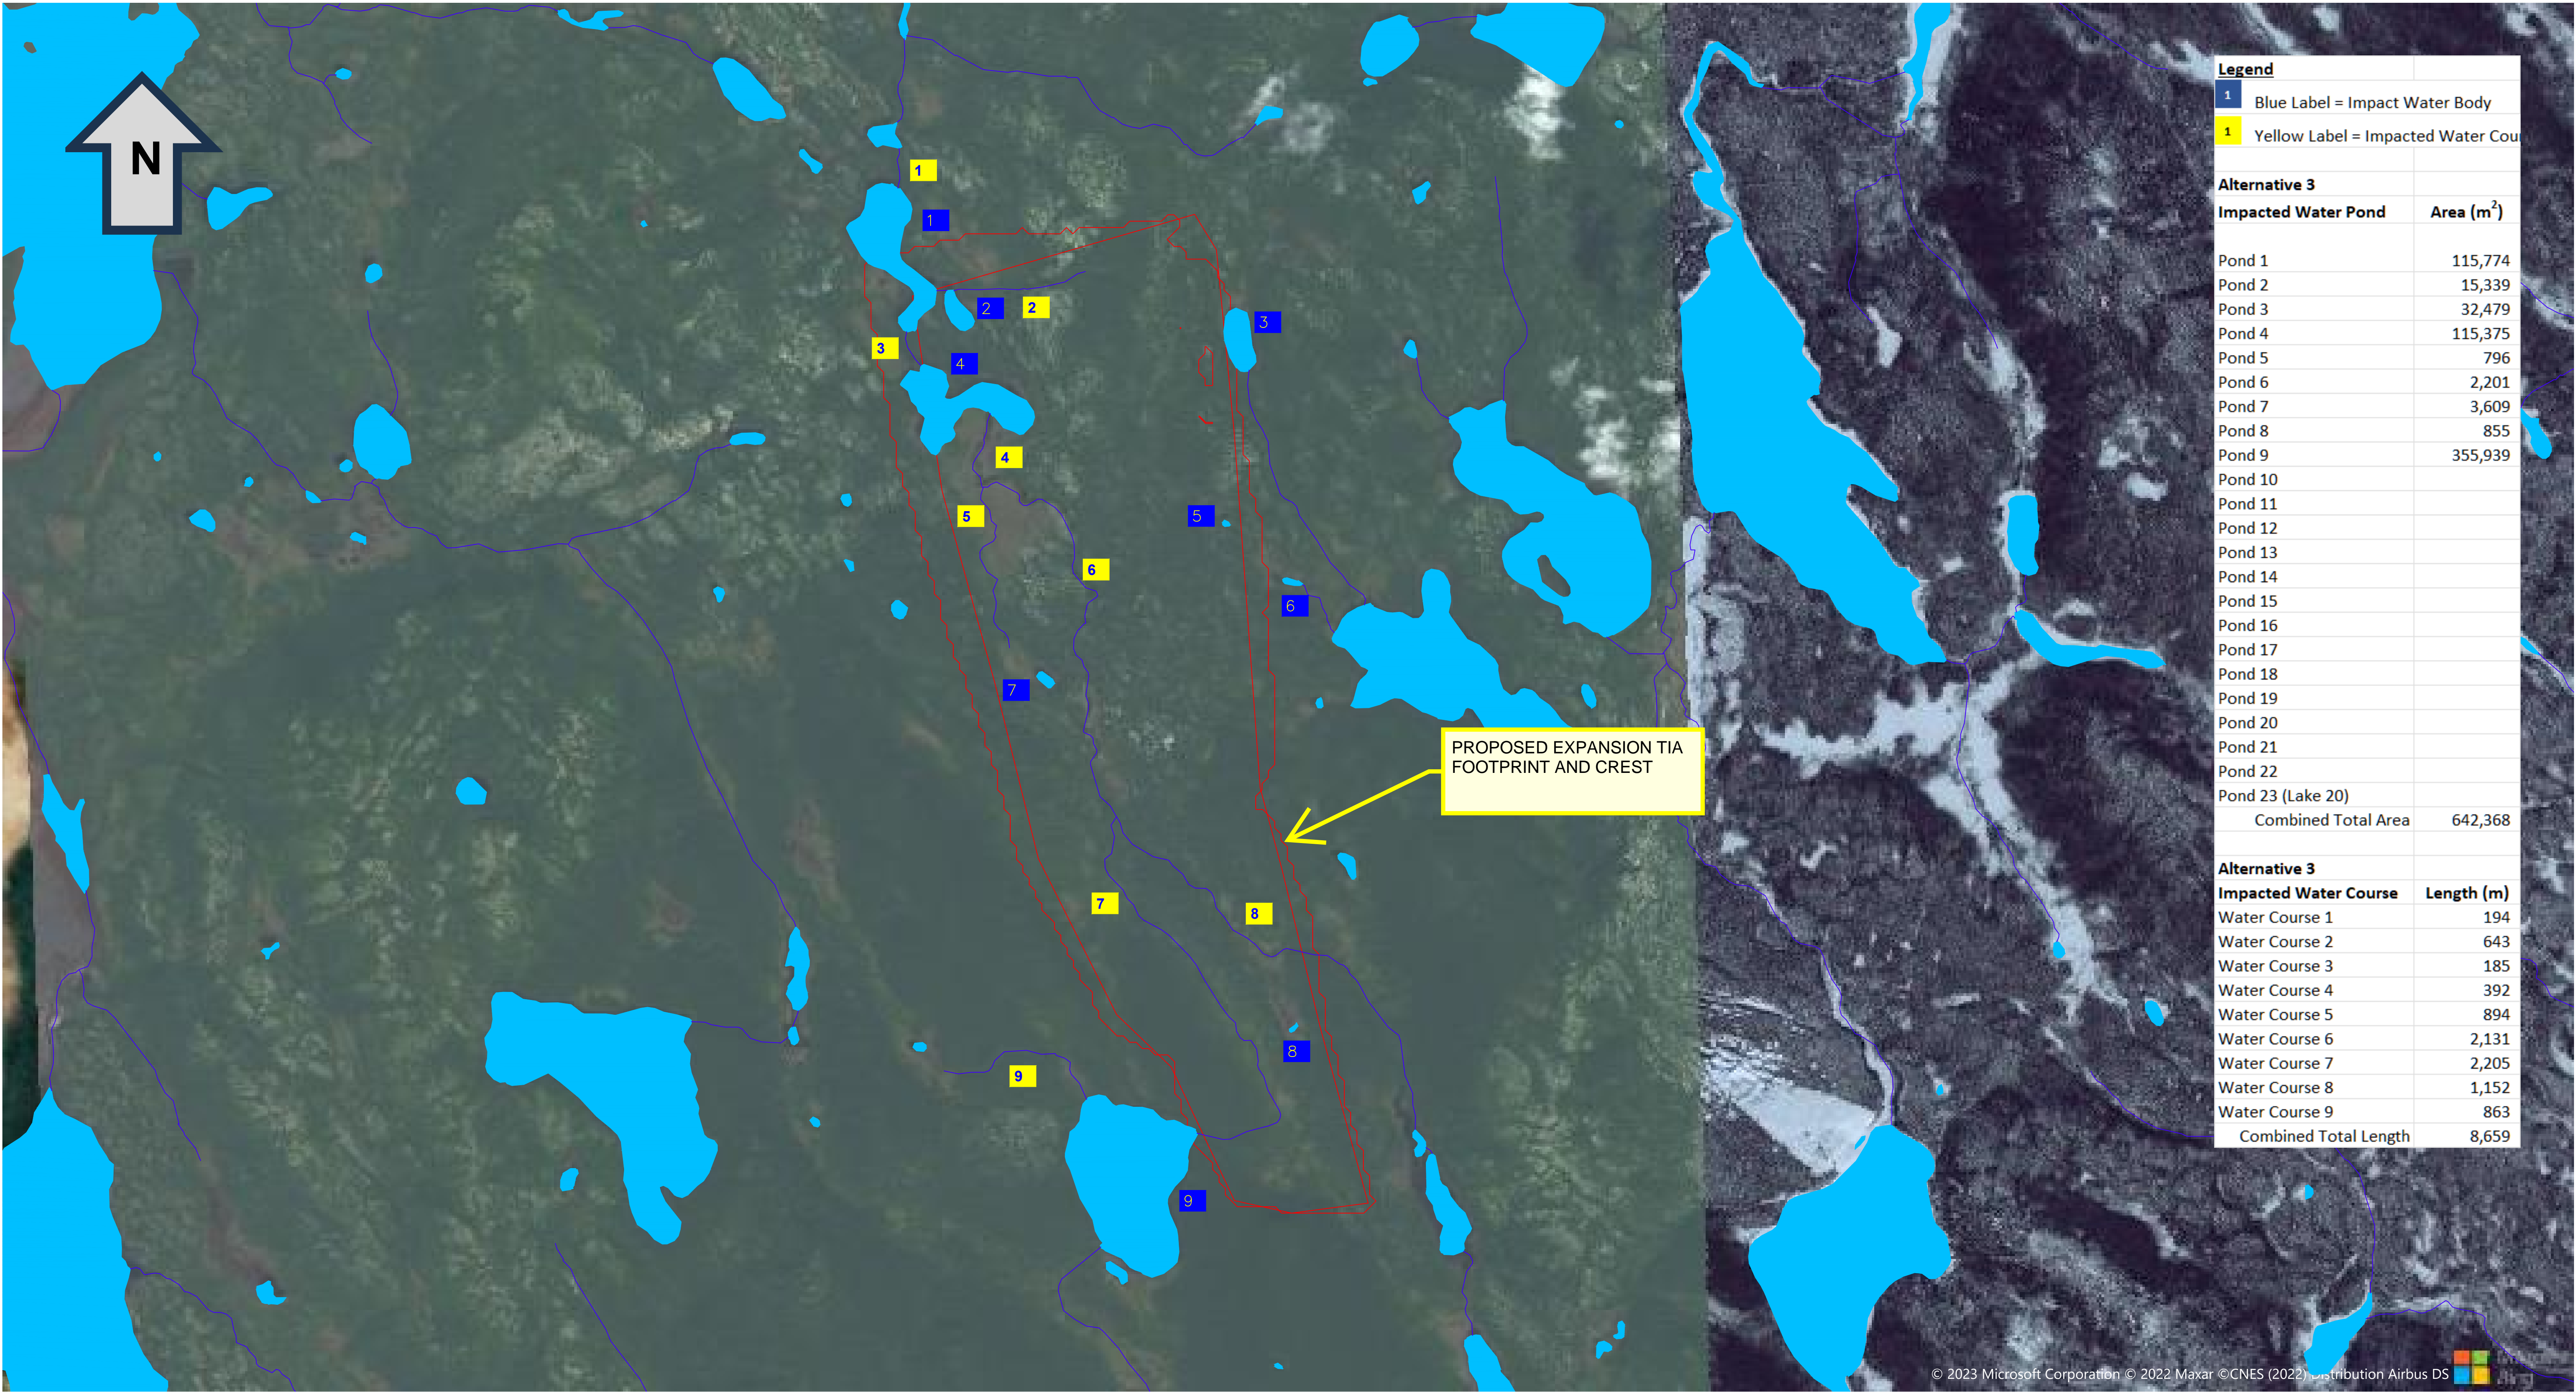 N
1
1
2
2
3
3
4
4
5
5
6
6
7
7
8
8
9
9
PROPOSED EXPANSION TIA
FOOTPRINT AND CREST
Legend
1 Blue Label = Impact Water Body
1 Yellow Label = Impacted Water Cour
Alternative 3
Impacted Water Pond Area (m2)
Pond 1 115,774
Pond 2 15,339
Pond 3 32,479
Pond 4 115,375
Pond 5 796
Pond 6 2,201
Pond 7 3,609
Pond 8 855
Pond 9 355,939
Pond 10
Pond 11
Pond 12
Pond 13
Pond 14
Pond 15
Pond 16
Pond 17
Pond 18
Pond 19
Pond 20
Pond 21
Pond 22
Pond 23 (Lake 20)
Combined Total Area 642,368
Alternative 3
Impacted Water Course Length (m)
Water Course 1 194
Water Course 2 643
Water Course 3 185
Water Course 4 392
Water Course 5 894
Water Course 6 2,131
Water Course 7 2,205
Water Course 8 1,152
Water Course 9 863
Combined Total Length 8,659
© 2023 Microsoft Corporation © 2022 Maxar ©CNES (2022) Distribution Airbus DS